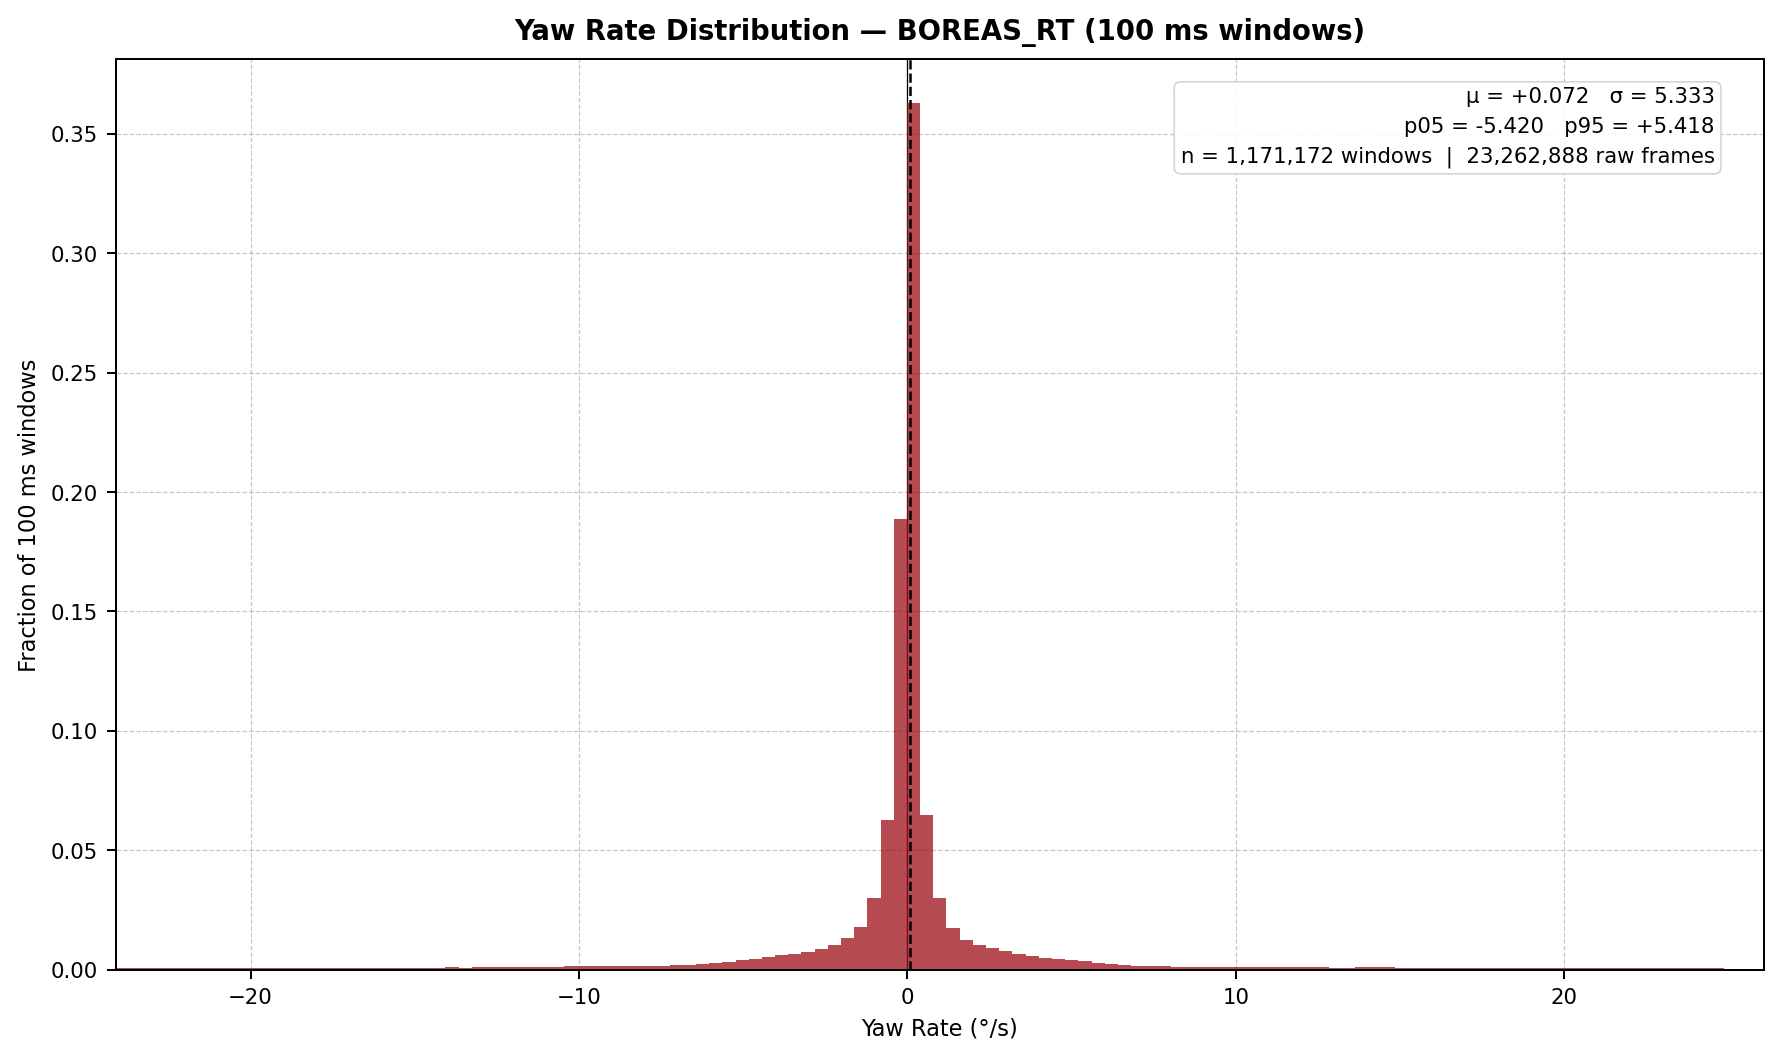 Yaw Rate Distribution — BOREAS_RT (100 ms windows)
μ = +0.072   σ = 5.333
p05 = -5.420   p95 = +5.418
n = 1,171,172 windows  |  23,262,888 raw frames
Fraction of 100 ms windows
0.35
0.30
0.25
0.20
0.15
0.10
0.05
0.00
−20
−10
0
10
20
Yaw Rate (°/s)